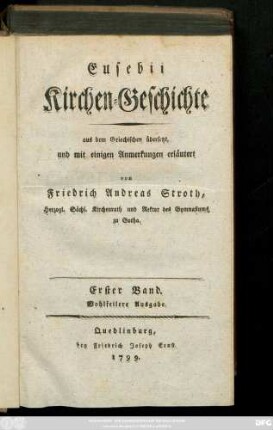 Eusebii
Kirchen-Geschichte
aus dem Griechischen übersetzt,
und mit einigen Anmerkungen erläutert
von
Friedrich Andreas Stroth,
Herzogl. Sächs. Kirchenrath und Rektor des Gymnasiums
zu Gotha.
Erster Band.
Wohlfeilere Ausgabe.
Quedlinburg,
bey Friedrich Joseph Ernst
1799.